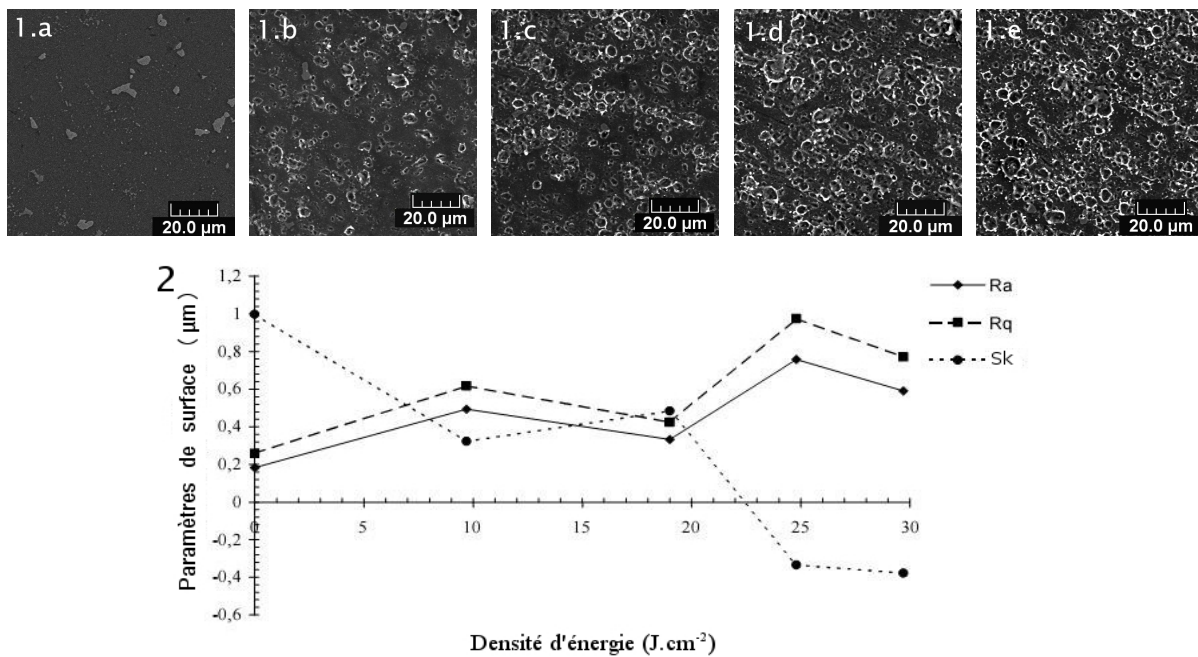 1.a
1.b
1.c
1.d
1.e
20.0 µm
20.0 µm
20.0 µm
20.0 µm
20.0 µm
2
Paramètres de surface (µm)
1,2
1
0,8
0,6
0,4
0,2
0
-0,2
-0,4
-0,6
0
5
10
15
20
25
30
Densité d'énergie (J.cm-2)
Ra
Rq
Sk